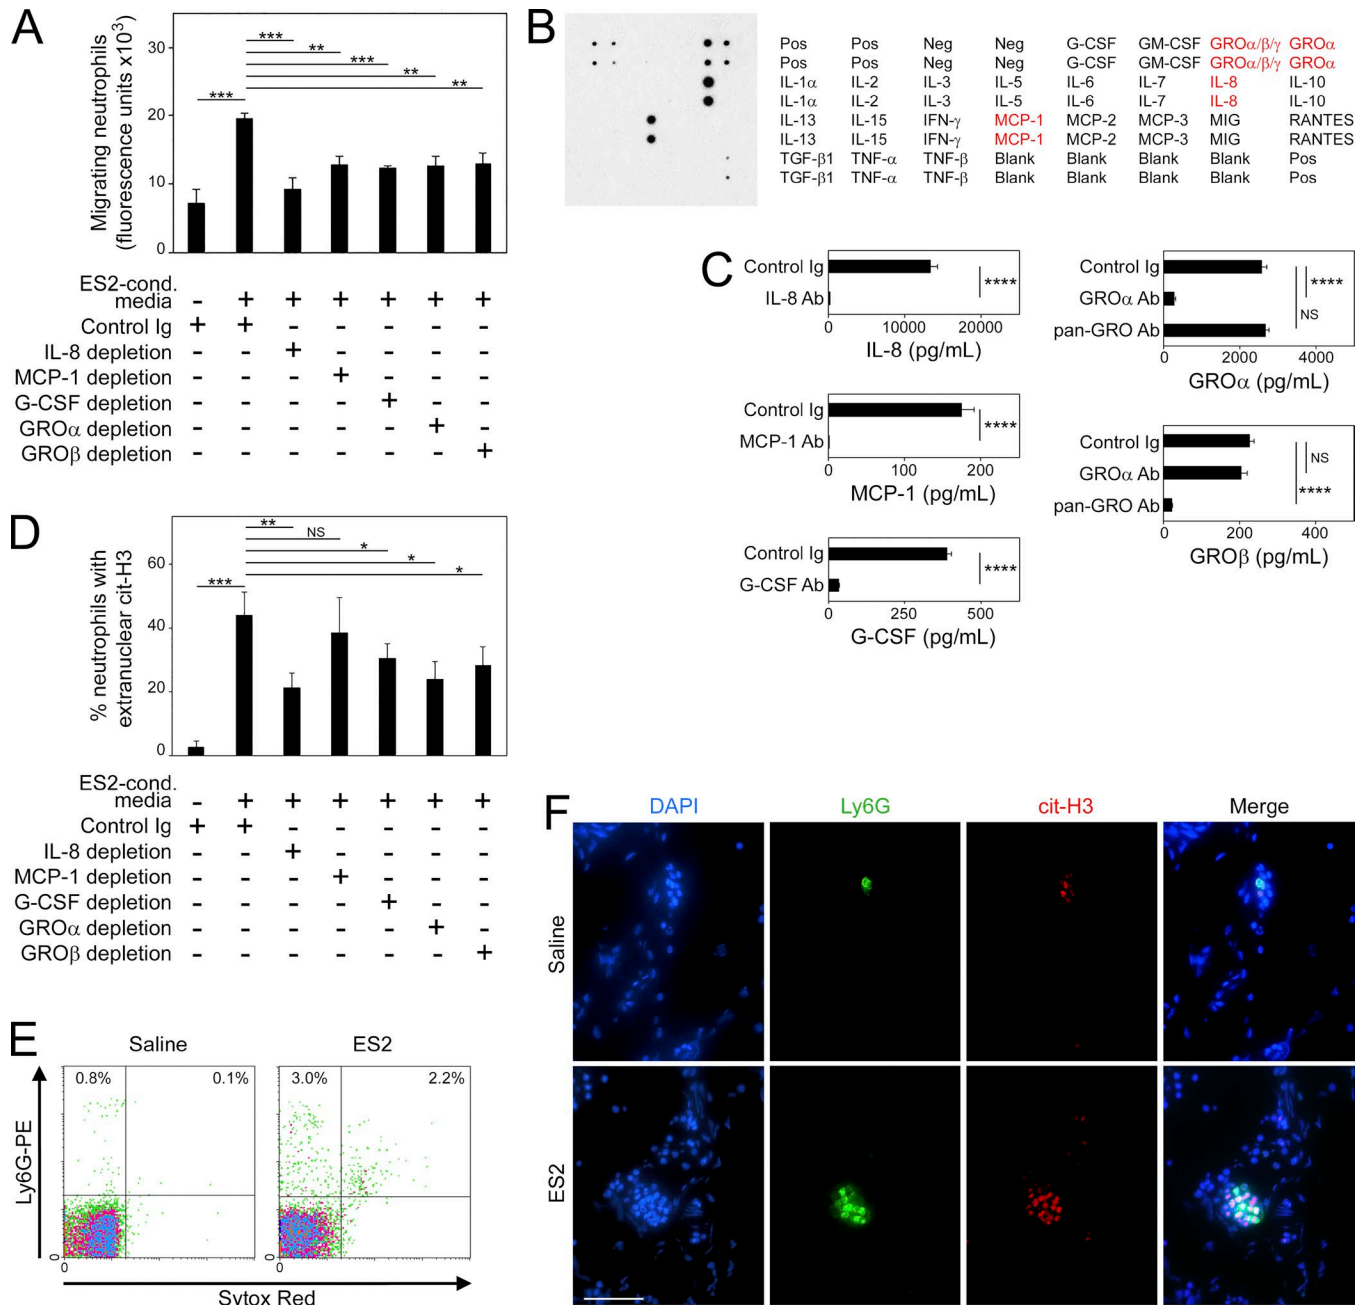 A
Migrating neutrophils
(fluorescence units x10³)
30
20
10
0
***
**
***
**
**
***
ES2-cond.
media - + + + + + +
Control Ig + + - - - - -
IL-8 depletion - - + - - - -
MCP-1 depletion - - - + - - -
G-CSF depletion - - - - + - -
GROα depletion - - - - - + -
GROβ depletion - - - - - - +
B
Pos Pos Neg Neg G-CSF GM-CSF GROα/β/γ GROα
Pos Pos Neg Neg G-CSF GM-CSF GROα/β/γ GROα
IL-1α IL-2 IL-3 IL-5 IL-6 IL-7 IL-8 IL-10
IL-1α IL-2 IL-3 IL-5 IL-6 IL-7 IL-8 IL-10
IL-13 IL-15 IFN-γ MCP-1 MCP-2 MCP-3 MIG RANTES
IL-13 IL-15 IFN-γ MCP-1 MCP-2 MCP-3 MIG RANTES
TGF-β1 TNF-α TNF-β Blank Blank Blank Blank Pos
TGF-β1 TNF-α TNF-β Blank Blank Blank Blank Pos
C
Control Ig
IL-8 Ab
****
0 10000 20000
IL-8 (pg/mL)
Control Ig
MCP-1 Ab
****
0 100 200
MCP-1 (pg/mL)
Control Ig
G-CSF Ab
****
0 250 500
G-CSF (pg/mL)
Control Ig
GROα Ab
pan-GRO Ab
****
NS
0 2000 4000
GROα (pg/mL)
Control Ig
GROα Ab
pan-GRO Ab
NS
****
0 200 400
GROβ (pg/mL)
D
% neutrophils with
extranuclear cit-H3
60
40
20
0
**
NS
*
*
*
***
ES2-cond.
media - + + + + + +
Control Ig + + - - - - -
IL-8 depletion - - + - - - -
MCP-1 depletion - - - + - - -
G-CSF depletion - - - - + - -
GROα depletion - - - - - + -
GROβ depletion - - - - - - +
E
Saline ES2
0.8% 0.1% 3.0% 2.2%
Ly6G-PE
0 0
0 0
Sytox Red
F
DAPI Ly6G cit-H3 Merge
Saline
ES2